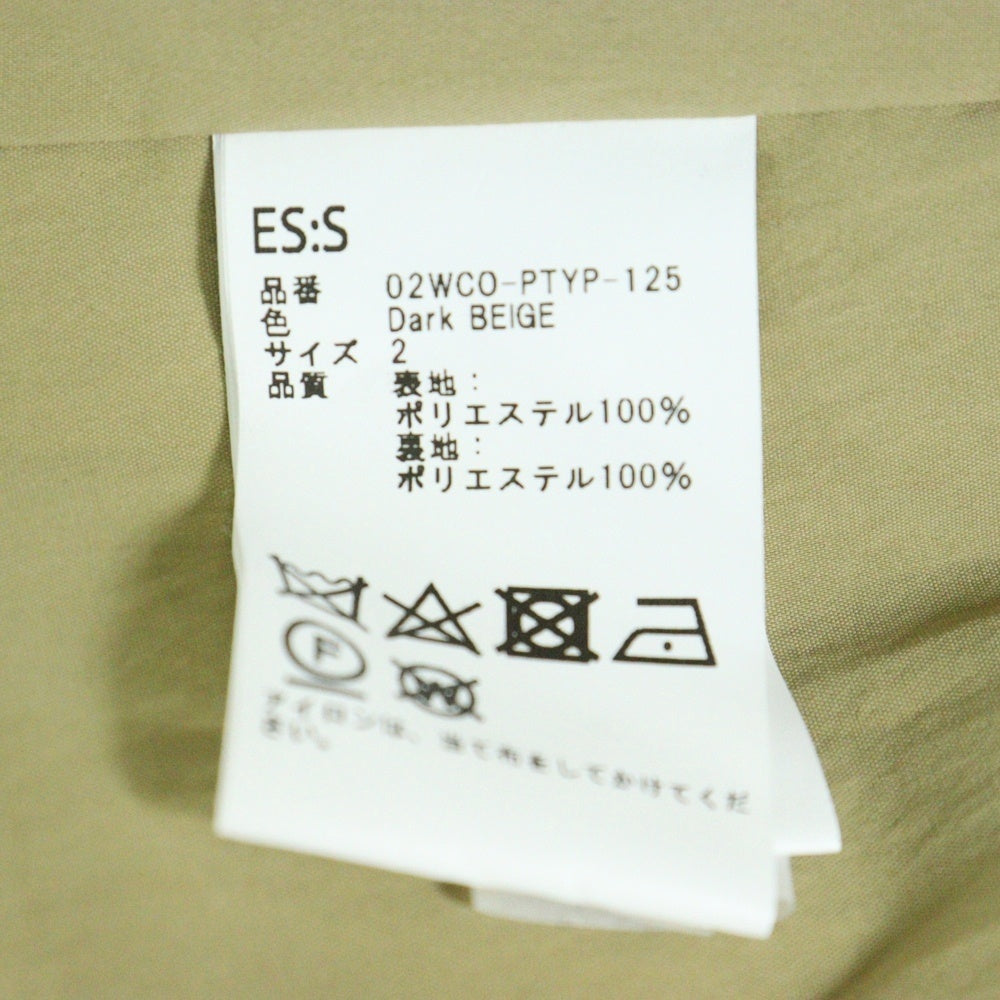 ES:S
品番 02WCO-PTYP-125
色 Dark BEIGE
サイズ 2
品質 表地:
ポリエステル100%
裏地:
ポリエステル100%
F
W
アイロンは、当て布をしてかけてくだ
さい。